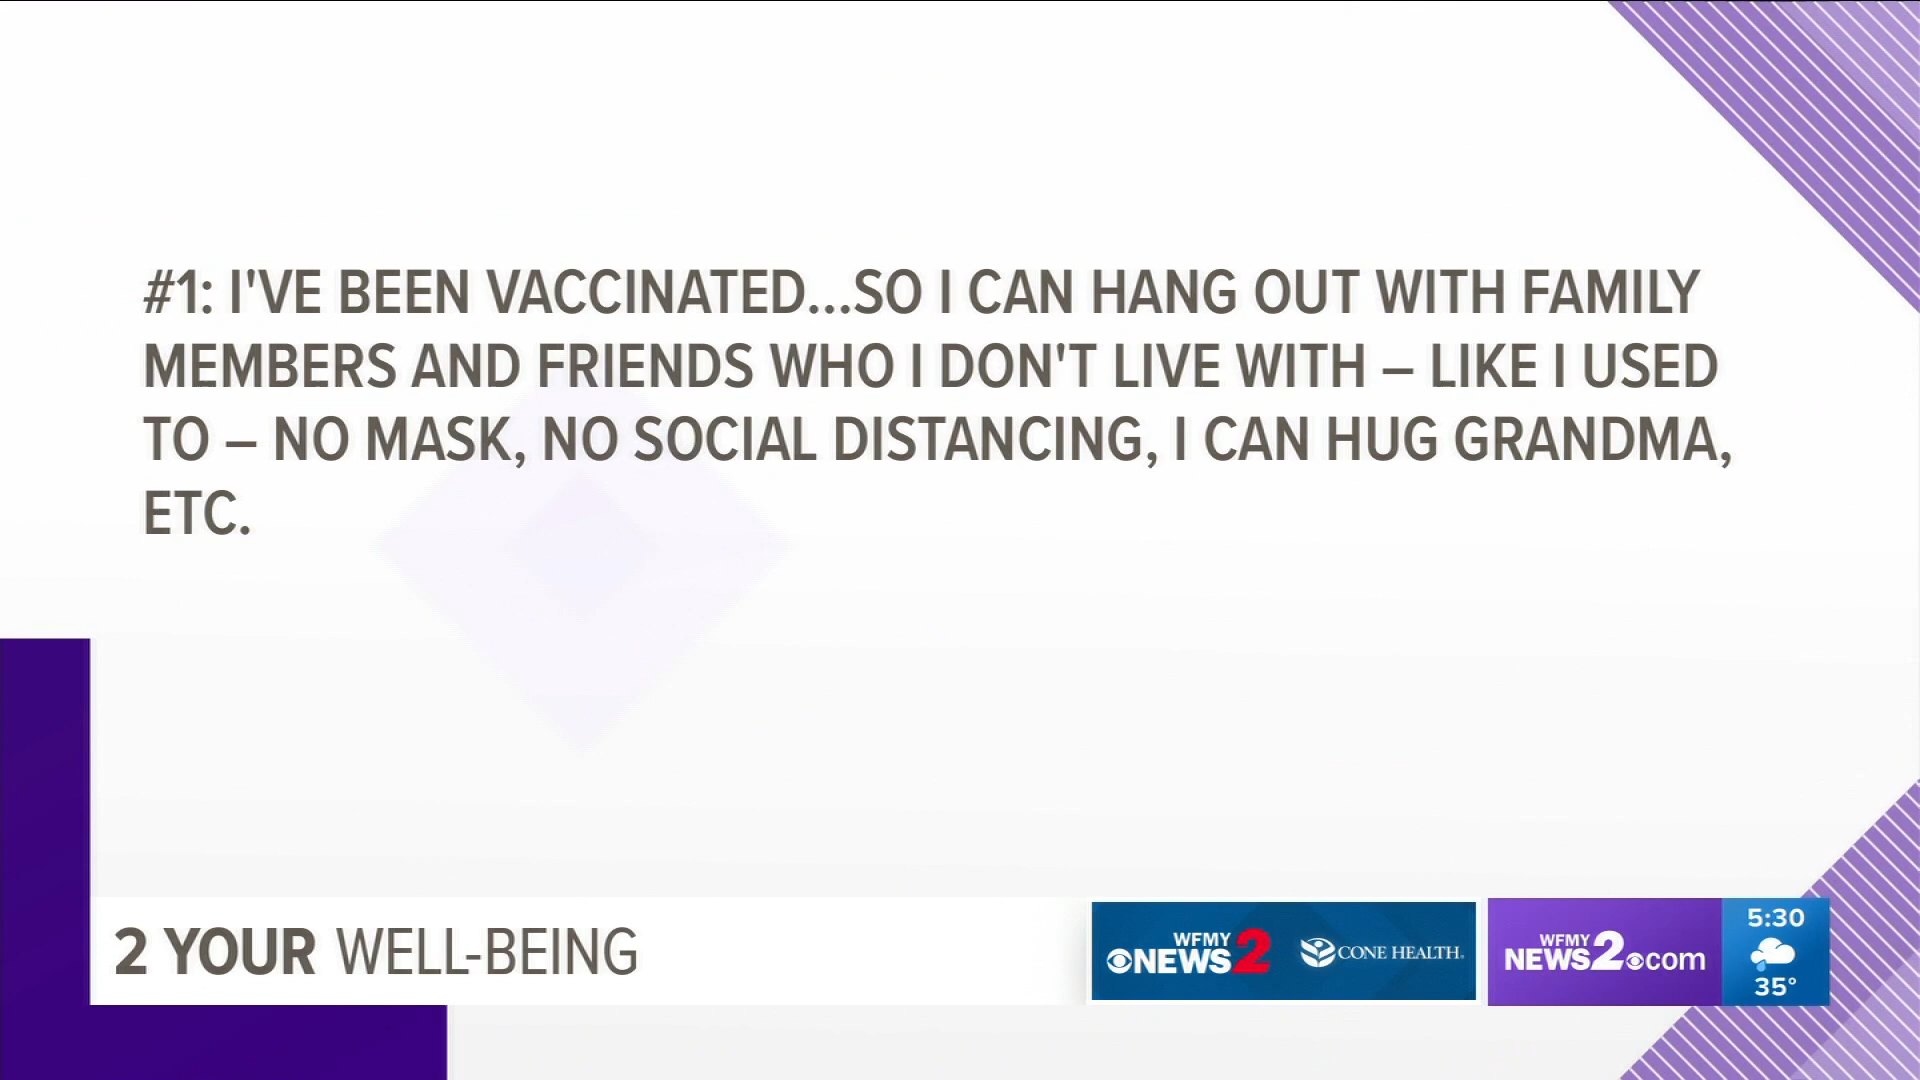 #1: I'VE BEEN VACCINATED...SO I CAN HANG OUT WITH FAMILY
MEMBERS AND FRIENDS WHO I DON'T LIVE WITH – LIKE I USED
TO – NO MASK, NO SOCIAL DISTANCING, I CAN HUG GRANDMA,
ETC.
2 YOUR WELL-BEING
WFMY
NEWS 2
CONE HEALTH
WFMY
NEWS 2 .com
5:30
35°